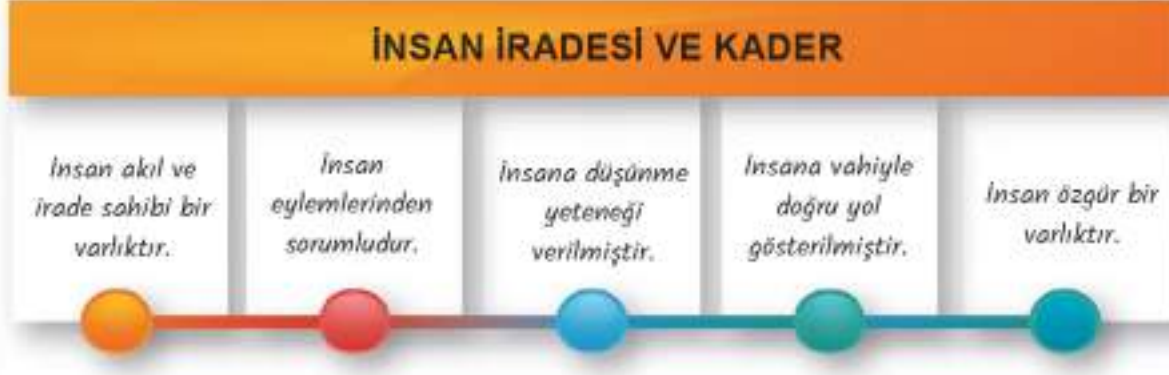 İNSAN İRADESİ VE KADER
İnsan akıl ve
irade sahibi bir
varlıktır.
İnsan
eylemlerinden
sorumludur.
İnsana düşünme
yeteneği
verilmiştir.
İnsana vahiyle
doğru yol
gösterilmiştir.
İnsan özgür bir
varlıktır.